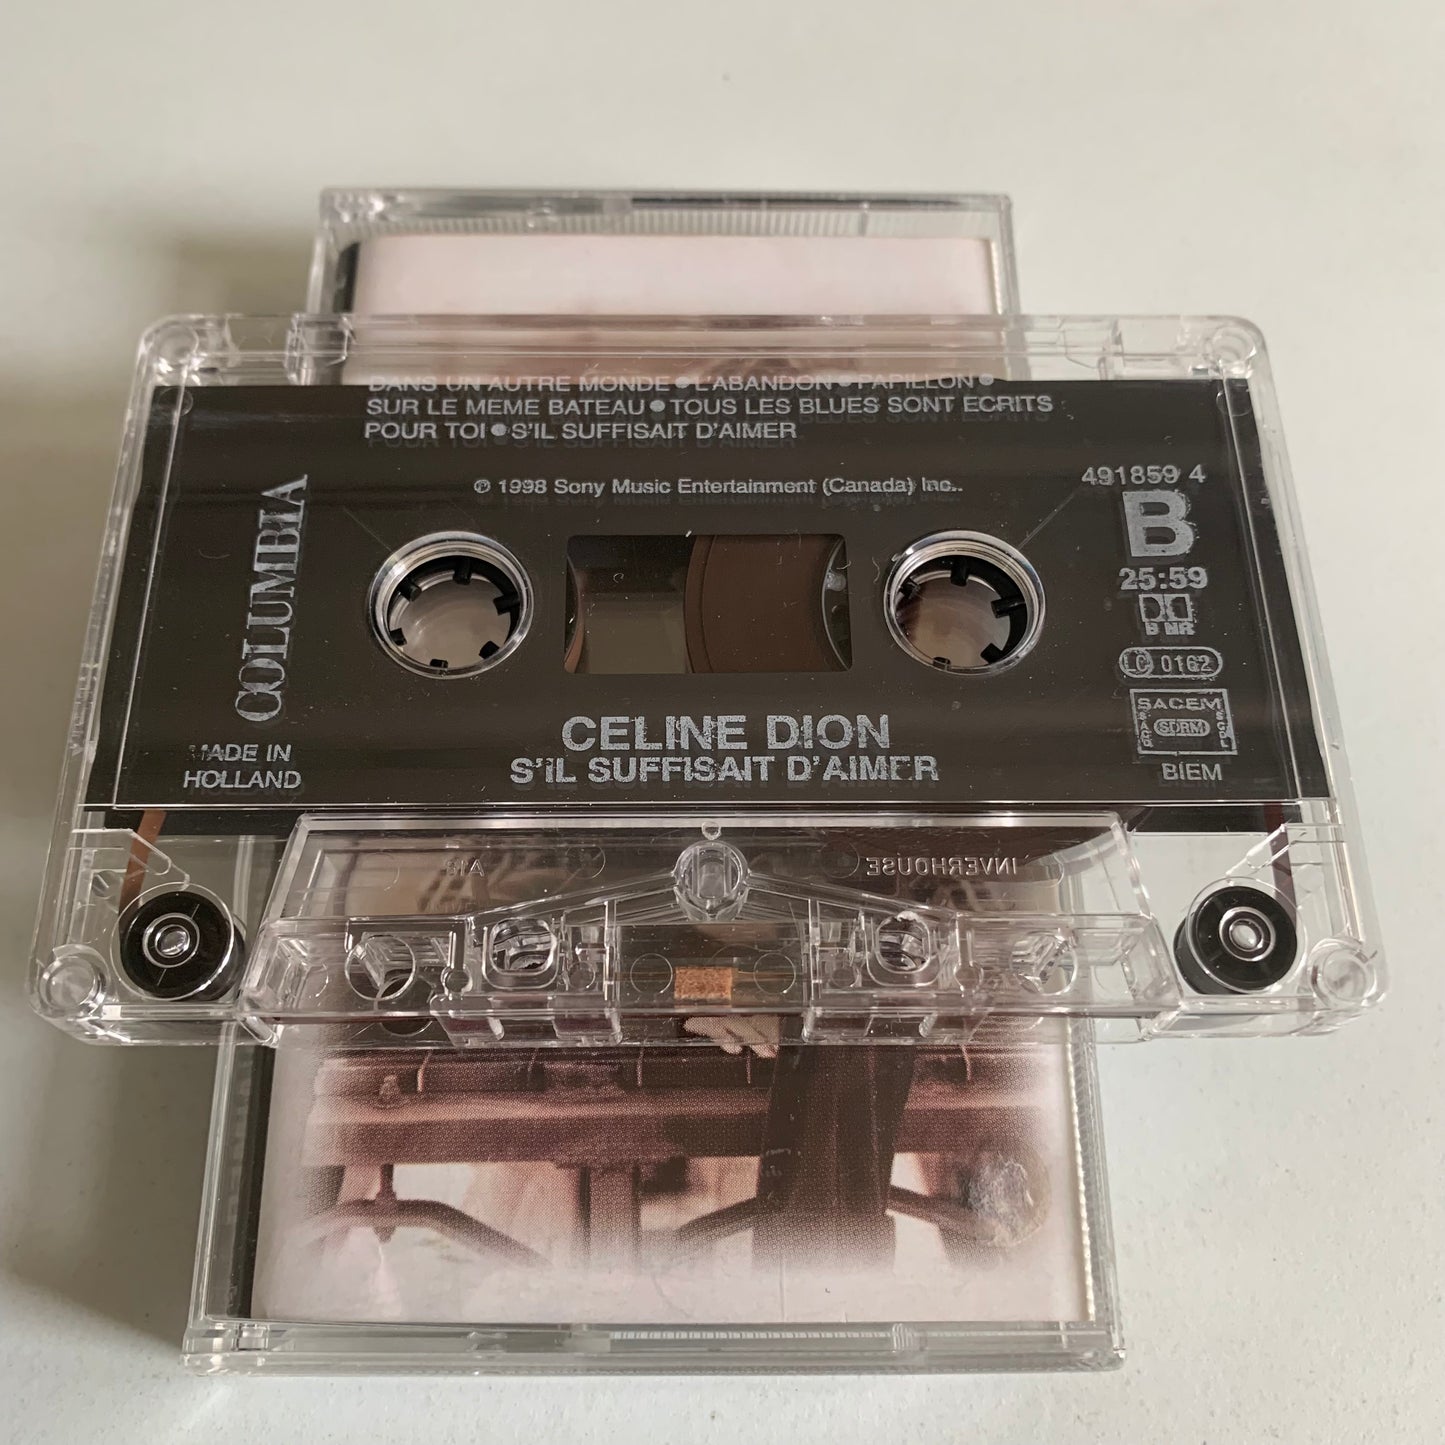 DANS UN AUTRE MONDE • L'ABANDON • PAPILLON •
SUR LE MEME BATEAU • TOUS LES BLUES SONT ECRITS
POUR TOI • S'IL SUFFISAIT D'AIMER
℗ 1998 Sony Music Entertainment (Canada) Inc..
491859 4
B
25:59
B NR
LC 0162
SACEM
SDRM
BIEM
COLUMBIA
MADE IN
HOLLAND
CELINE DION
S'IL SUFFISAIT D'AIMER
INVERHOUSE